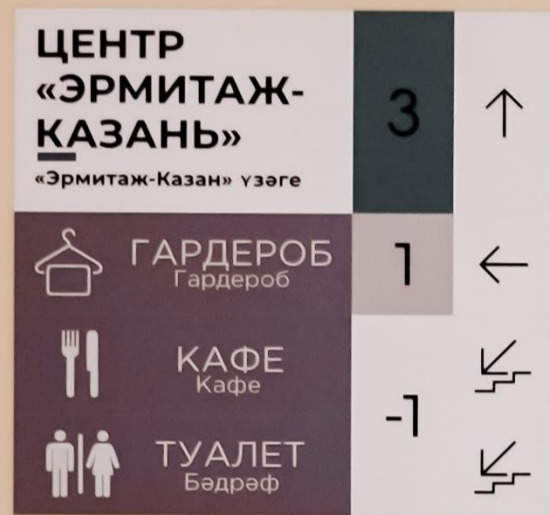 ЦЕНТР
«ЭРМИТАЖ-
КАЗАНЬ»
«Эрмитаж-Казан» үзәге
3
ГАРДЕРОБ
Гардероб
1
КАФЕ
Кафе
-1
ТУАЛЕТ
Бәдрәф